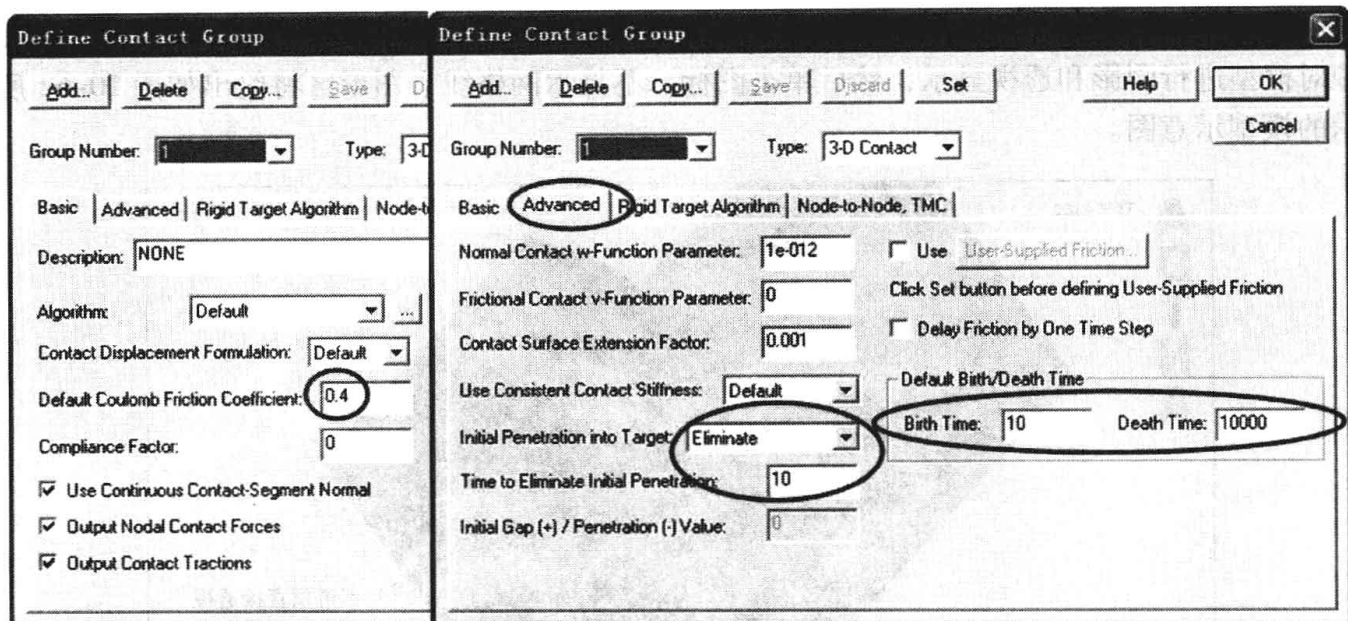 Define Contact Group
Add... Delete Copy... Save D
Group Number: 1 Type: 3-D
Basic Advanced Rigid Target Algorithm Node-to
Description: NONE
Algorithm: Default ...
Contact Displacement Formulation: Default
Default Coulomb Friction Coefficient: 0.4
Compliance Factor: 0
Use Continuous Contact-Segment Normal
Output Nodal Contact Forces
Output Contact Tractions
Define Contact Group
Add... Delete Copy... Save Discard Set Help OK
Cancel
Group Number: 1 Type: 3-D Contact
Basic Advanced Rigid Target Algorithm Node-to-Node, TMC
Normal Contact w-Function Parameter: 1e-012 Use User-Supplied Friction...
Frictional Contact v-Function Parameter: 0 Click Set button before defining User-Supplied Friction
Contact Surface Extension Factor: 0.001 Delay Friction by One Time Step
Use Consistent Contact Stiffness: Default Default Birth/Death Time
Initial Penetration into Target: Eliminate Birth Time: 10 Death Time: 10000
Time to Eliminate Initial Penetration: 10
Initial Gap (+) / Penetration (-) Value: 0